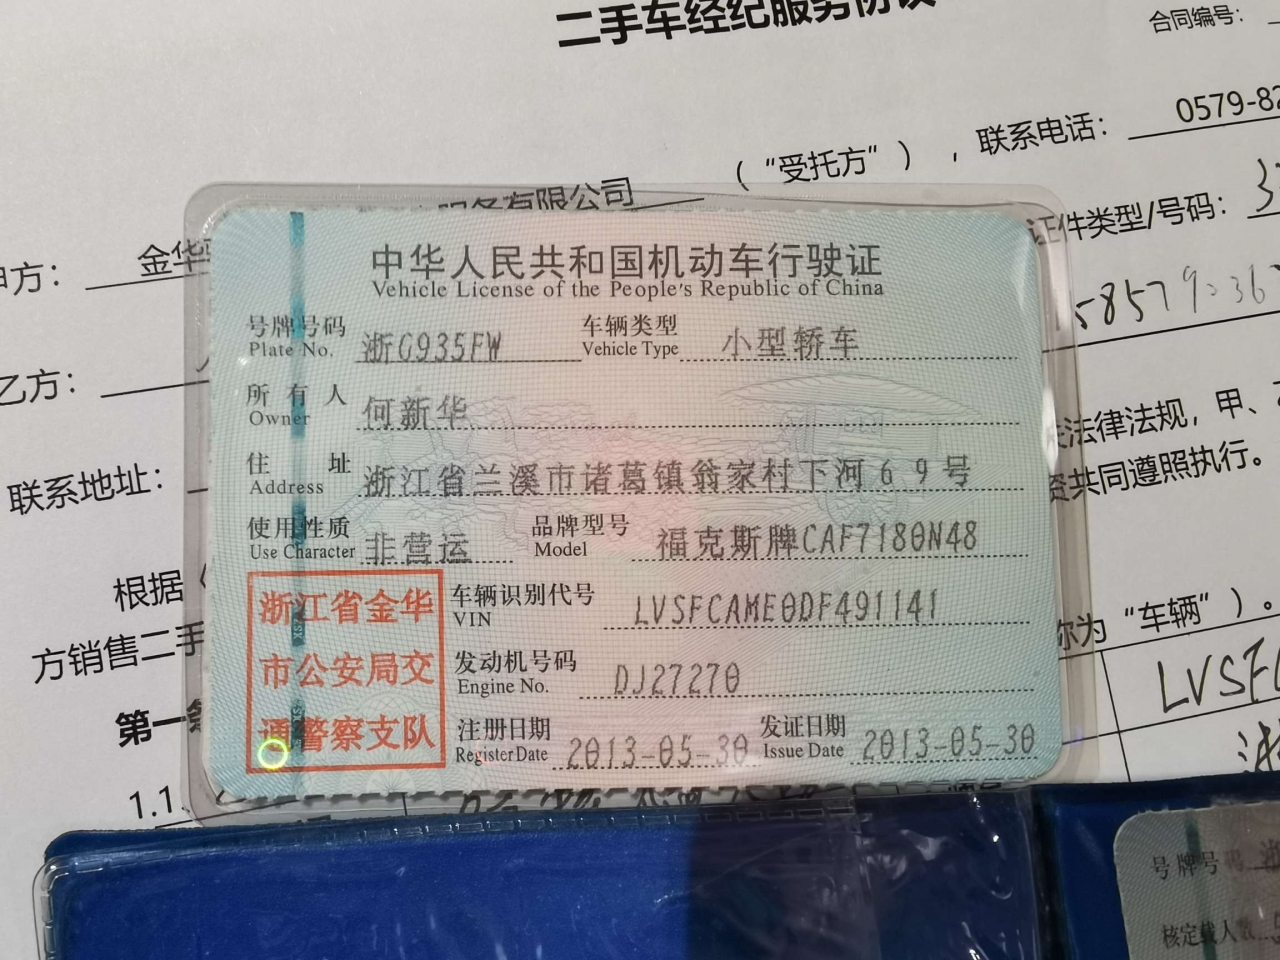 二手车经纪服务协议
合同编号：
（“受托方”），联系电话：0579-82
服务有限公司
证件类型/号码：3
甲方：金华
乙方：
联系地址：
法律法规，甲、
共同遵照执行。
根据
方销售二手
称为“车辆”）。
第一条
LVSF
1.1
中华人民共和国机动车行驶证
Vehicle License of the People's Republic of China
号牌号码 Plate No. 浙G935FW 车辆类型 Vehicle Type 小型轿车
所有人 Owner 何新华
住址 Address 浙江省兰溪市诸葛镇翁家村下河69号
使用性质 Use Character 非营运 品牌型号 Model 福克斯牌CAF7180N48
浙江省金华
市公安局交
通警察支队
车辆识别代号 VIN LVSFCAME0DF491141
发动机号码 Engine No. DJ27270
注册日期 Register Date 2013-05-30 发证日期 Issue Date 2013-05-30
号牌号码
核定载人数